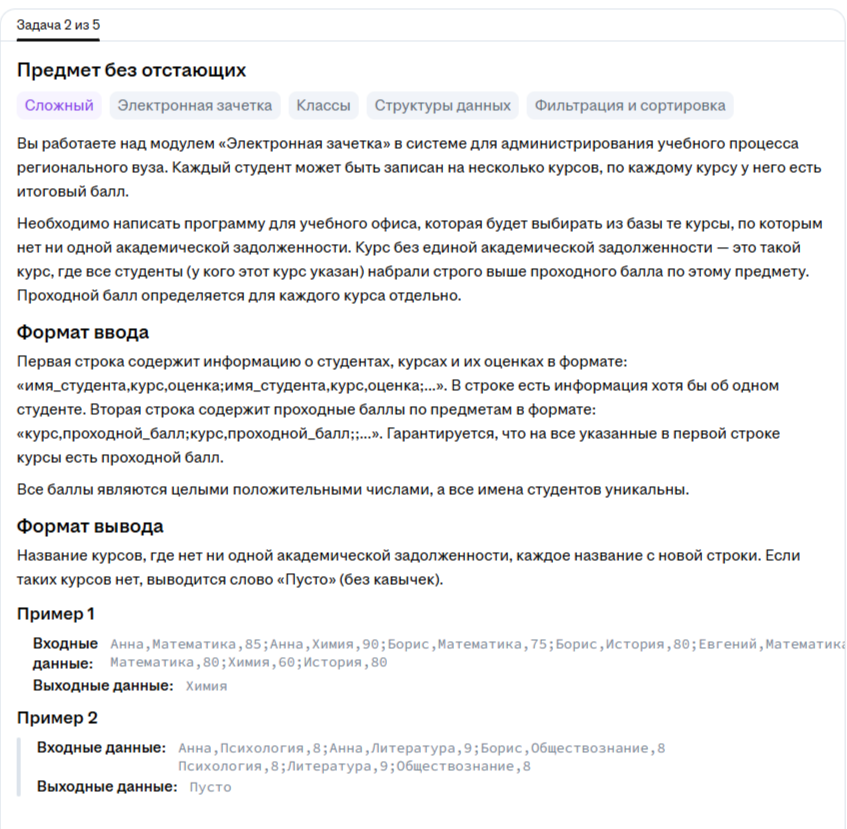 Задача 2 из 5
Предмет без отстающих
Сложный Электронная зачетка Классы Структуры данных Фильтрация и сортировка
Вы работаете над модулем «Электронная зачетка» в системе для администрирования учебного процесса
регионального вуза. Каждый студент может быть записан на несколько курсов, по каждому курсу у него есть
итоговый балл.
Необходимо написать программу для учебного офиса, которая будет выбирать из базы те курсы, по которым
нет ни одной академической задолженности. Курс без единой академической задолженности — это такой
курс, где все студенты (у кого этот курс указан) набрали строго выше проходного балла по этому предмету.
Проходной балл определяется для каждого курса отдельно.
Формат ввода
Первая строка содержит информацию о студентах, курсах и их оценках в формате:
«имя_студента,курс,оценка;имя_студента,курс,оценка;...». В строке есть информация хотя бы об одном
студенте. Вторая строка содержит проходные баллы по предметам в формате:
«курс,проходной_балл;курс,проходной_балл;;...». Гарантируется, что на все указанные в первой строке
курсы есть проходной балл.
Все баллы являются целыми положительными числами, а все имена студентов уникальны.
Формат вывода
Название курсов, где нет ни одной академической задолженности, каждое название с новой строки. Если
таких курсов нет, выводится слово «Пусто» (без кавычек).
Пример 1
Входные данные: Анна,Математика,85;Анна,Химия,90;Борис,Математика,75;Борис,История,80;Евгений,Математика
Математика,80;Химия,60;История,80
Выходные данные: Химия
Пример 2
Входные данные: Анна,Психология,8;Анна,Литература,9;Борис,Обществознание,8
Психология,8;Литература,9;Обществознание,8
Выходные данные: Пусто